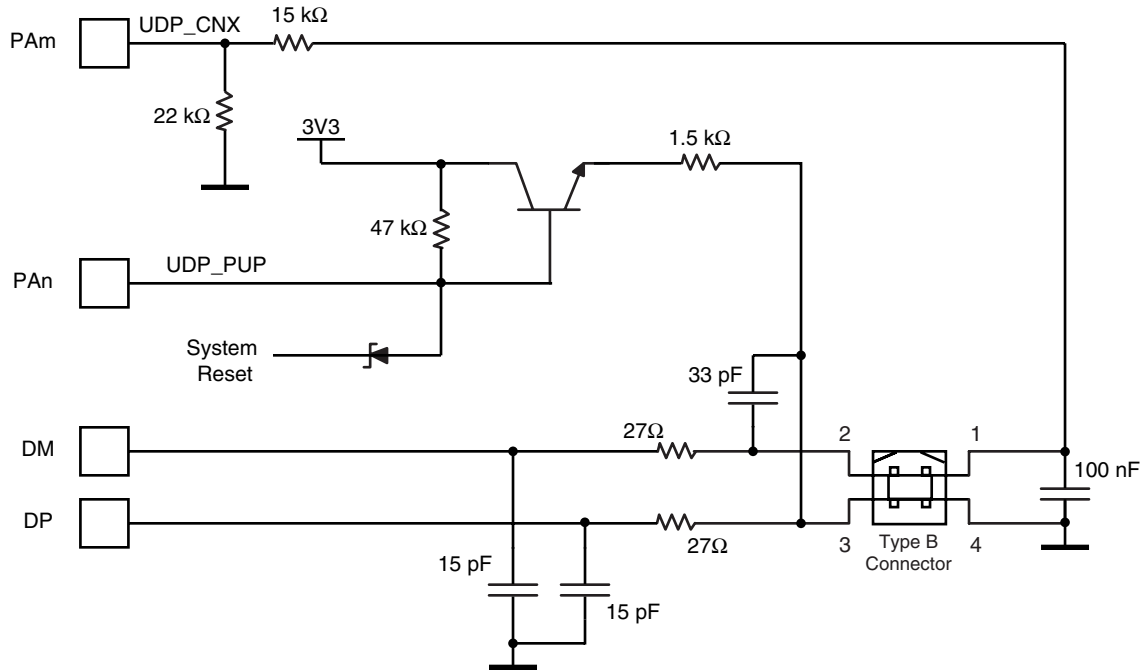 PAm
UDP_CNX
15 kΩ
22 kΩ
3V3
1.5 kΩ
47 kΩ
PAn
UDP_PUP
System
Reset
33 pF
DM
27Ω
2
1
100 nF
DP
27Ω
3
Type B
Connector
4
15 pF
15 pF